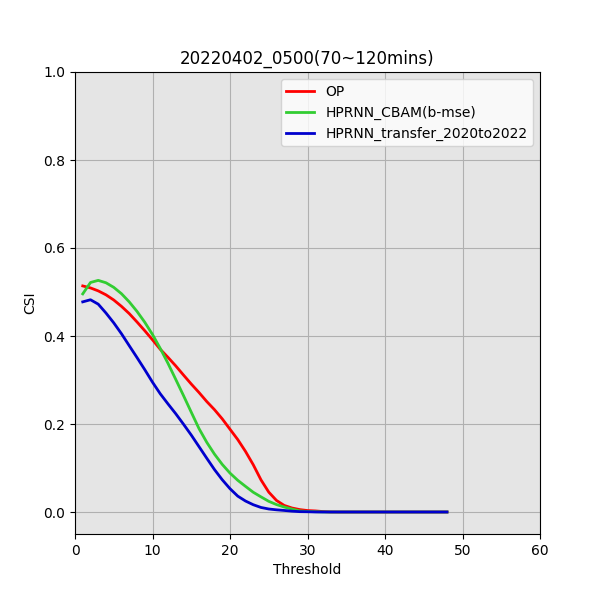 20220402_0500(70~120mins)
OP
HPRNN_CBAM(b-mse)
HPRNN_transfer_2020to2022
1.0
0.8
0.6
0.4
0.2
0.0
CSI
0 10 20 30 40 50 60
Threshold